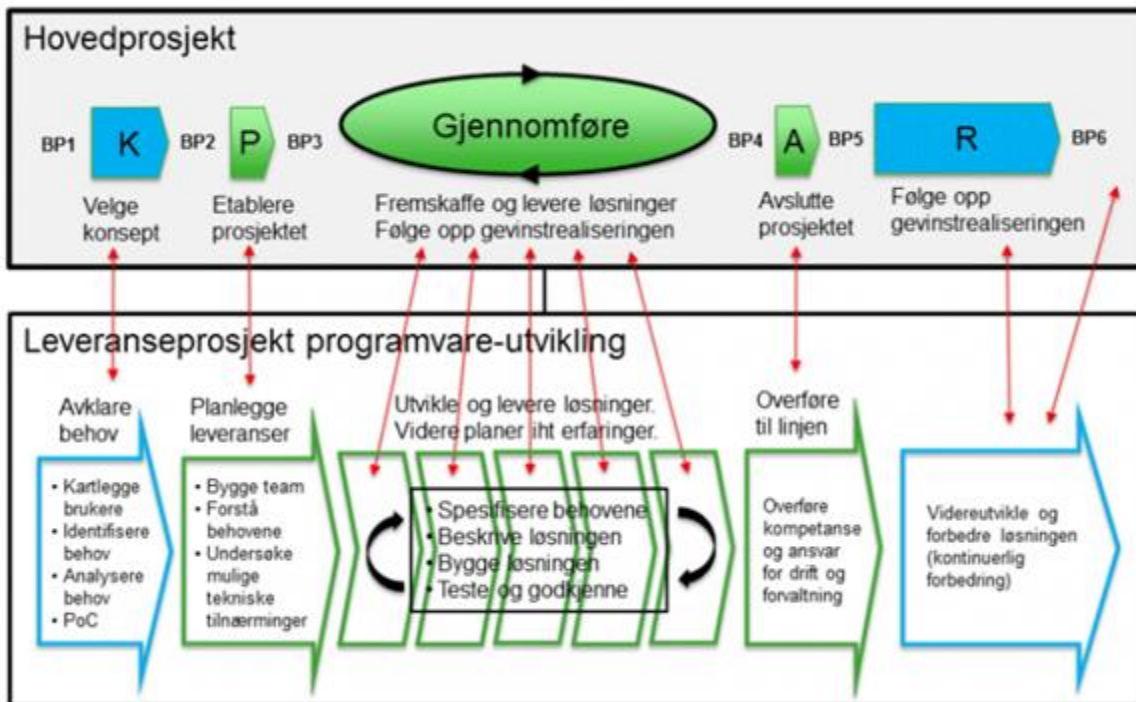 Hovedprosjekt
BP1
K
BP2
P
BP3
Gjennomføre
BP4
A
BP5
R
BP6
Velge
konsept
Etablere
prosjektet
Fremskaffe og levere løsninger
Følge opp gevinstrealiseringen
Avslutte
prosjektet
Følge opp
gevinstrealiseringen
Leveranseprosjekt programvare-utvikling
Avklare
behov
• Kartlegge
brukere
• Identifisere
behov
• Analysere
behov
• PoC
Planlegge
leveranser
• Bygge team
• Forstå
behovene
• Undersøke
mulige
tekniske
tilnærminger
Utvikle og levere løsninger.
Videre planer iht erfaringer.
• Spesifisere behovene
• Beskrive løsningen
• Bygge løsningen
• Teste og godkjenne
Overføre
til linjen
Overføre
kompetanse
og ansvar
for drift og
forvaltning
Videreutvikle og
forbedre løsningen
(kontinuerlig
forbedring)